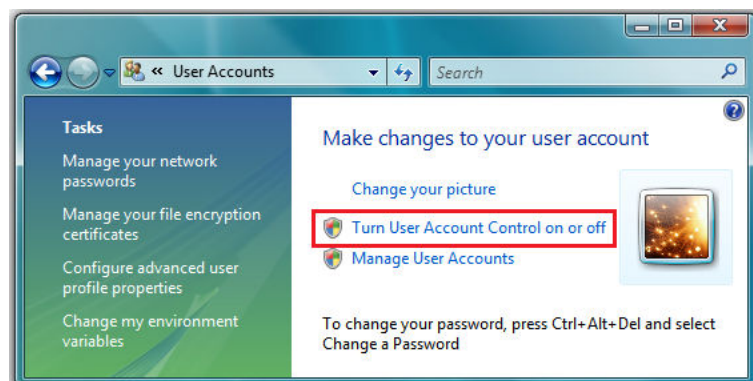 « User Accounts
Search
Tasks
Manage your network
passwords
Manage your file encryption
certificates
Configure advanced user
profile properties
Change my environment
variables
Make changes to your user account
Change your picture
Turn User Account Control on or off
Manage User Accounts
To change your password, press Ctrl+Alt+Del and select
Change a Password